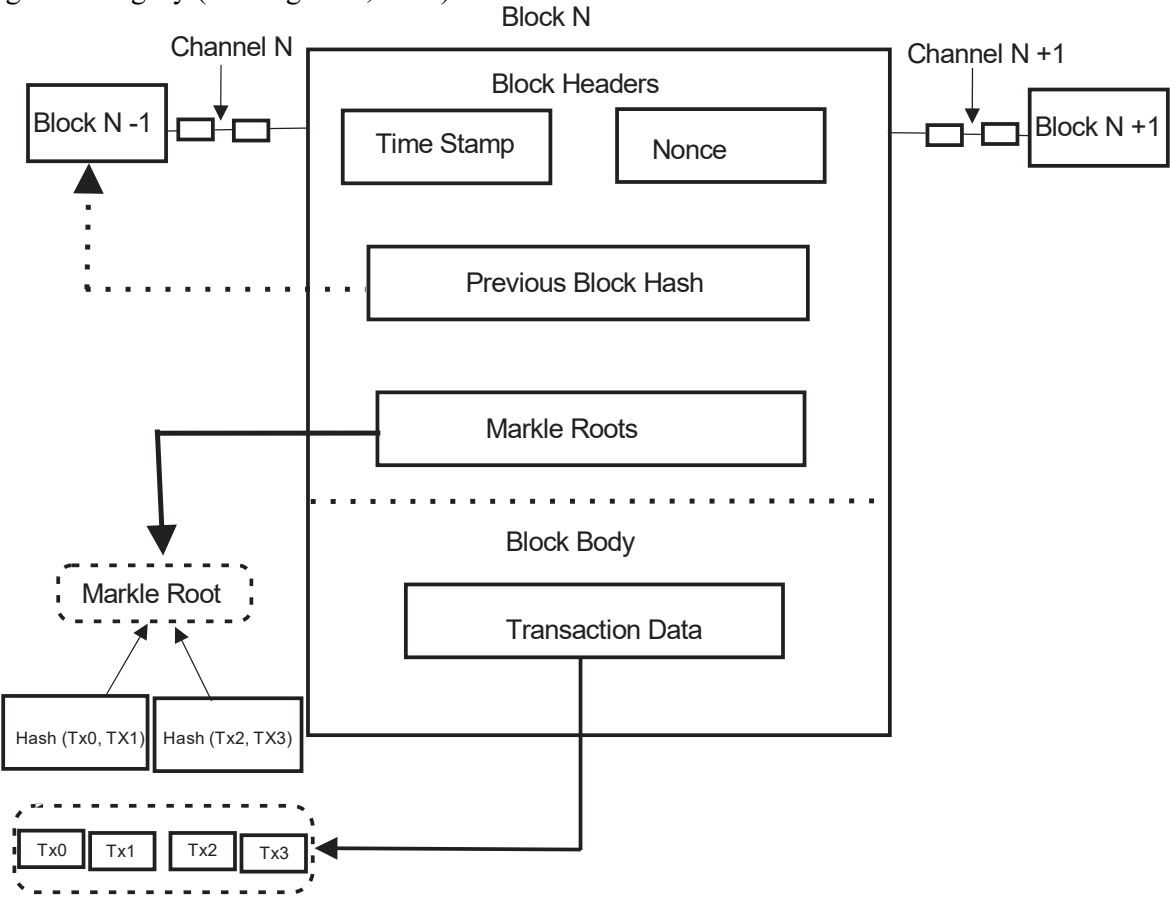 Block N
Channel N
Channel N +1
Block Headers
Block N -1
Time Stamp
Nonce
Block N +1
Previous Block Hash
Markle Roots
Block Body
Markle Root
Transaction Data
Hash (Tx0, TX1)
Hash (Tx2, TX3)
Tx0
Tx1
Tx2
Tx3